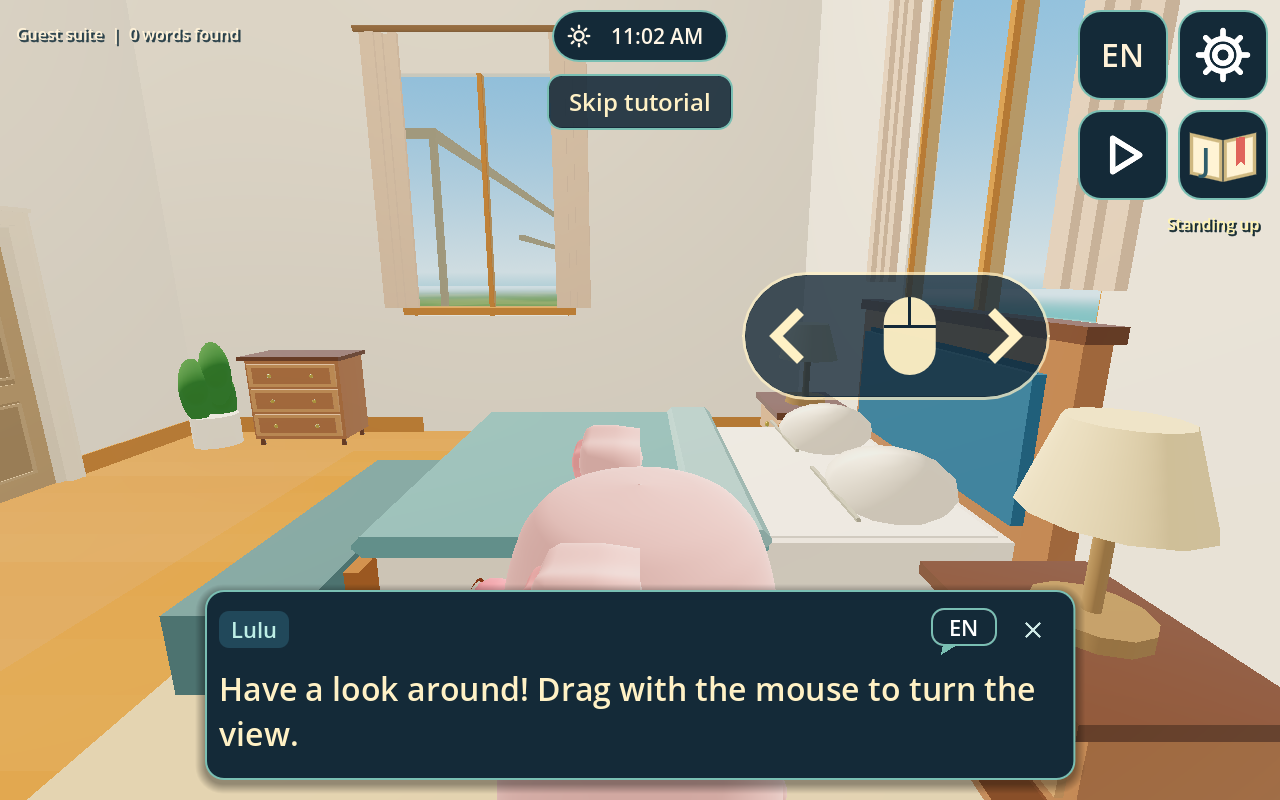 Guest suite | 0 words found
11:02 AM
Skip tutorial
EN
Standing up
Lulu
EN
Have a look around! Drag with the mouse to turn the
view.